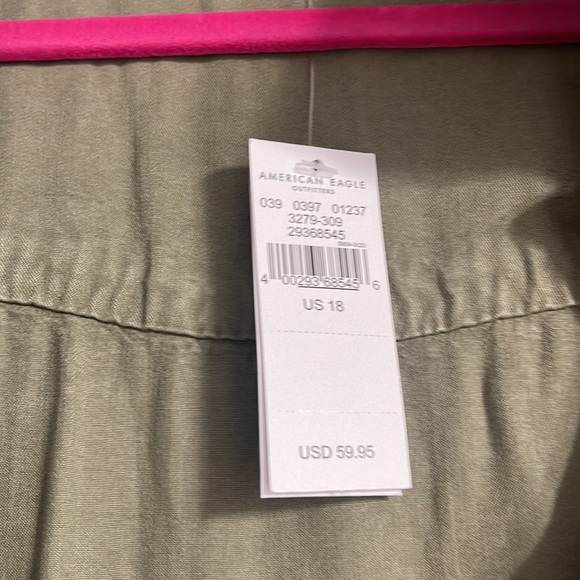 AMERICAN EAGLE
OUTFITTERS
039 0397 01237
3279-309
29368545
4 00293 68545 6
US 18
USD 59.95